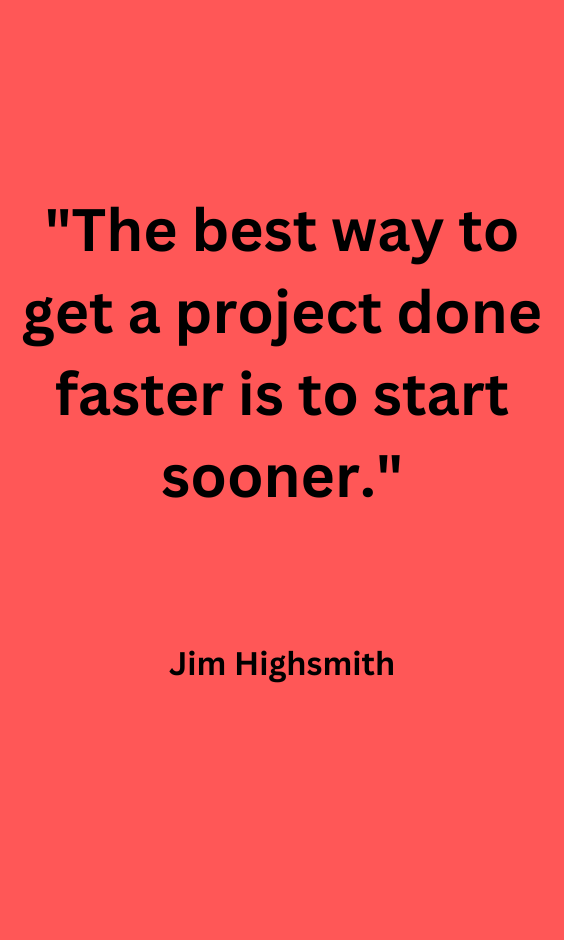 "The best way to
get a project done
faster is to start
sooner."
Jim Highsmith